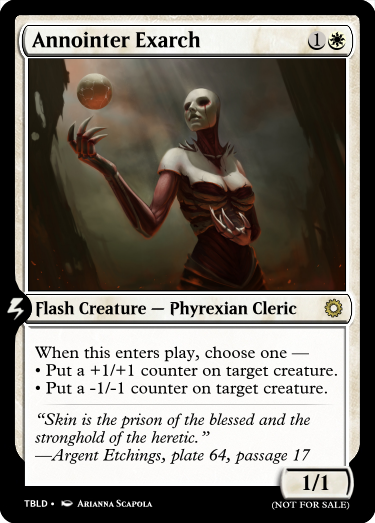 Annointer Exarch 1
Flash Creature — Phyrexian Cleric
When this enters play, choose one —
• Put a +1/+1 counter on target creature.
• Put a -1/-1 counter on target creature.
“Skin is the prison of the blessed and the
stronghold of the heretic.”
—Argent Etchings, plate 64, passage 17
1/1
TBLD • Arianna Scapola
(NOT FOR SALE)